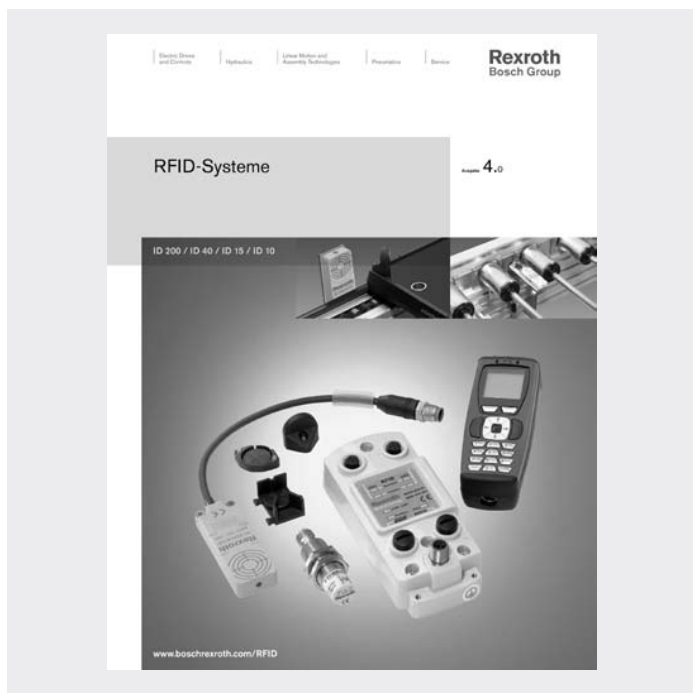 Electric Drives
and Controls
Hydraulics
Linear Motion and
Assembly Technologies
Pneumatics
Service
Rexroth
Bosch Group
RFID-Systeme
Ausgabe 4.0
ID 200 / ID 40 / ID 15 / ID 10
Rexroth
www.boschrexroth.com/RFID